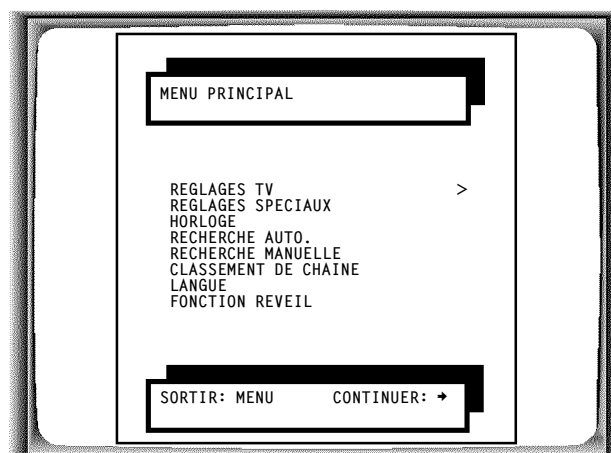 MENU PRINCIPAL
REGLAGES TV >
REGLAGES SPECIAUX
HORLOGE
RECHERCHE AUTO.
RECHERCHE MANUELLE
CLASSEMENT DE CHAINE
LANGUE
FONCTION REVEIL
SORTIR: MENU CONTINUER: ➔